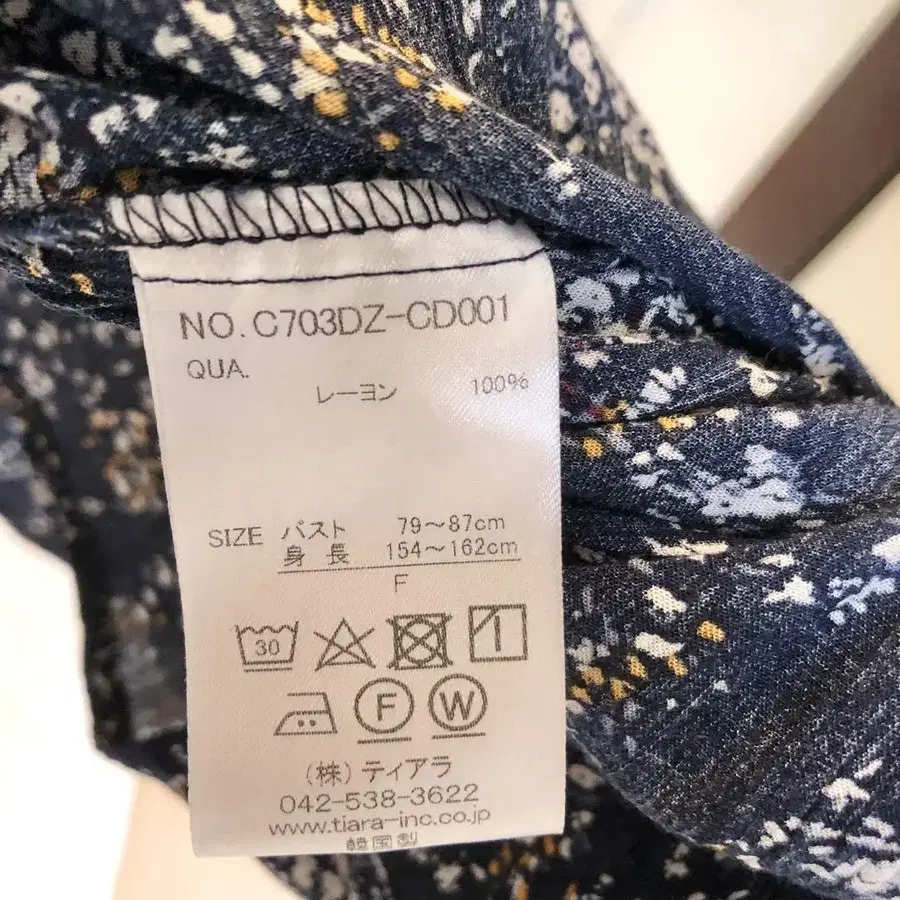 NO.C703DZ-CD001
QUA.
レーヨン 100%
SIZE バスト 79～87cm
身 長 154～162cm
F
30
F W
(株)ティアラ
042-538-3622
www.tiara-inc.co.jp
韓国製